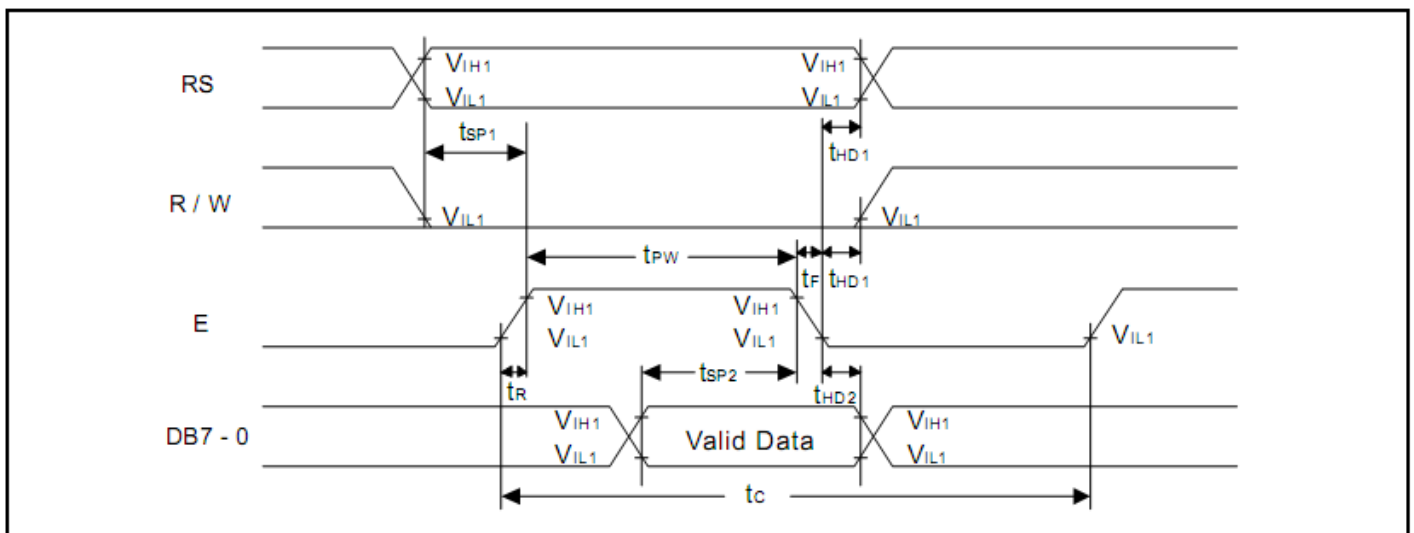 RS
VIH1
VIH1
VIL1
VIL1
tSP1
tHD1
R / W
VIL1
VIL1
tPW
tF
tHD1
E
VIH1
VIH1
VIL1
VIL1
VIL1
tR
tSP2
tHD2
DB7 - 0
VIH1
Valid Data
VIH1
VIL1
VIL1
tC